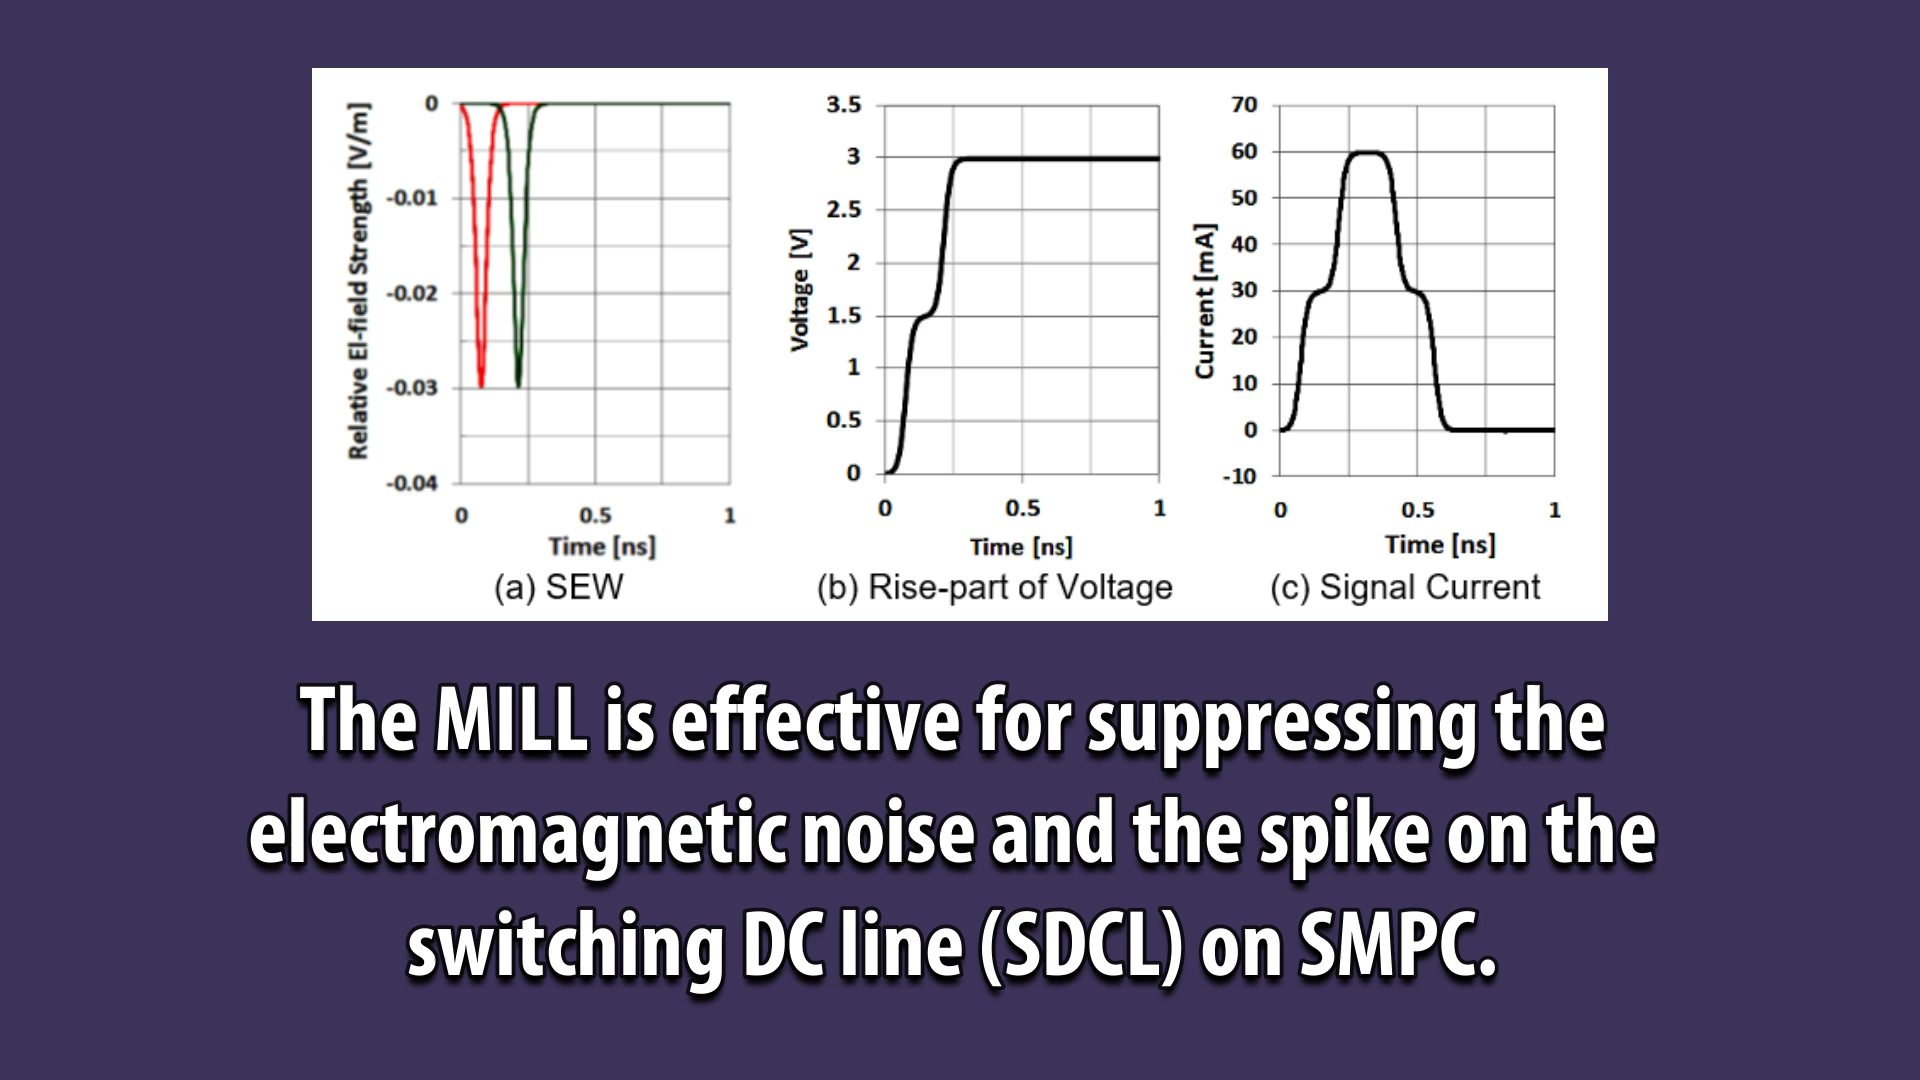 Relative El-field Strength [V/m]
0
-0.01
-0.02
-0.03
-0.04
0 0.5 1
Time [ns]
(a) SEW
Voltage [V]
3.5
3
2.5
2
1.5
1
0.5
0
0 0.5 1
Time [ns]
(b) Rise-part of Voltage
Current [mA]
70
60
50
40
30
20
10
0
-10
0 0.5 1
Time [ns]
(c) Signal Current
The MILL is effective for suppressing the
electromagnetic noise and the spike on the
switching DC line (SDCL) on SMPC.